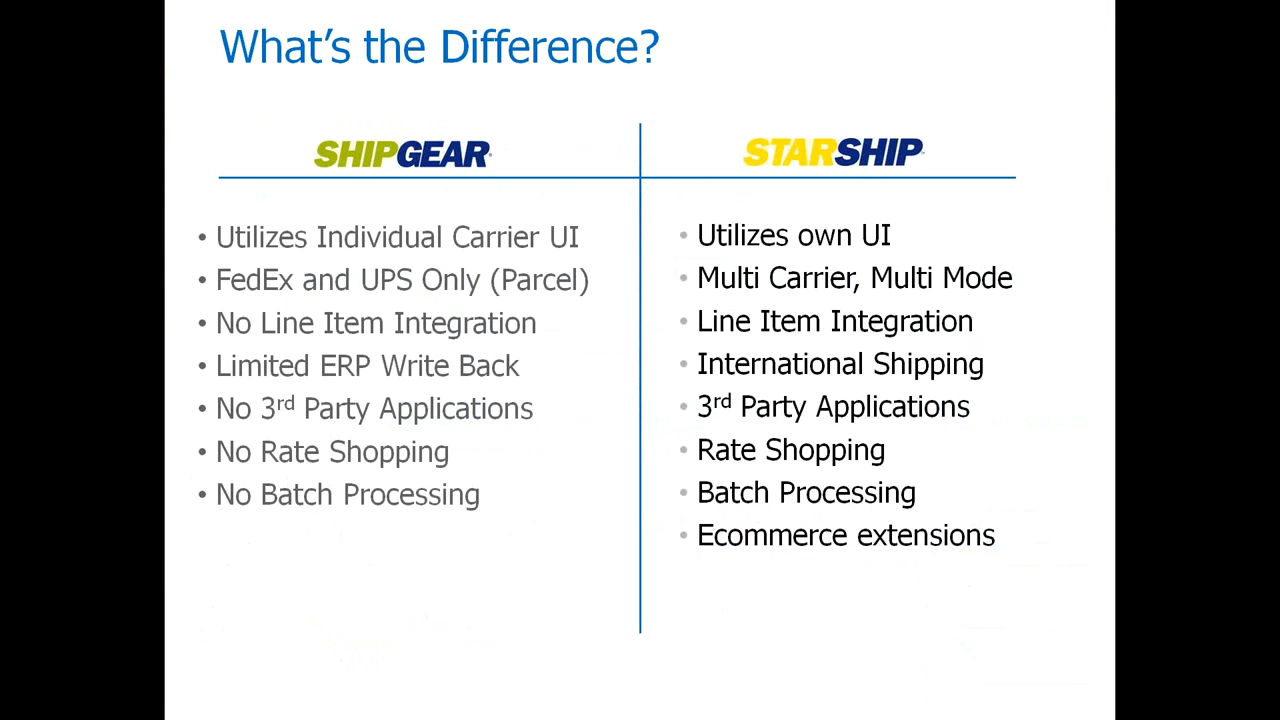 What's the Difference?
SHIPGEAR®
STARSHIP™
• Utilizes Individual Carrier UI
• FedEx and UPS Only (Parcel)
• No Line Item Integration
• Limited ERP Write Back
• No 3rd Party Applications
• No Rate Shopping
• No Batch Processing
• Utilizes own UI
• Multi Carrier, Multi Mode
• Line Item Integration
• International Shipping
• 3rd Party Applications
• Rate Shopping
• Batch Processing
• Ecommerce extensions